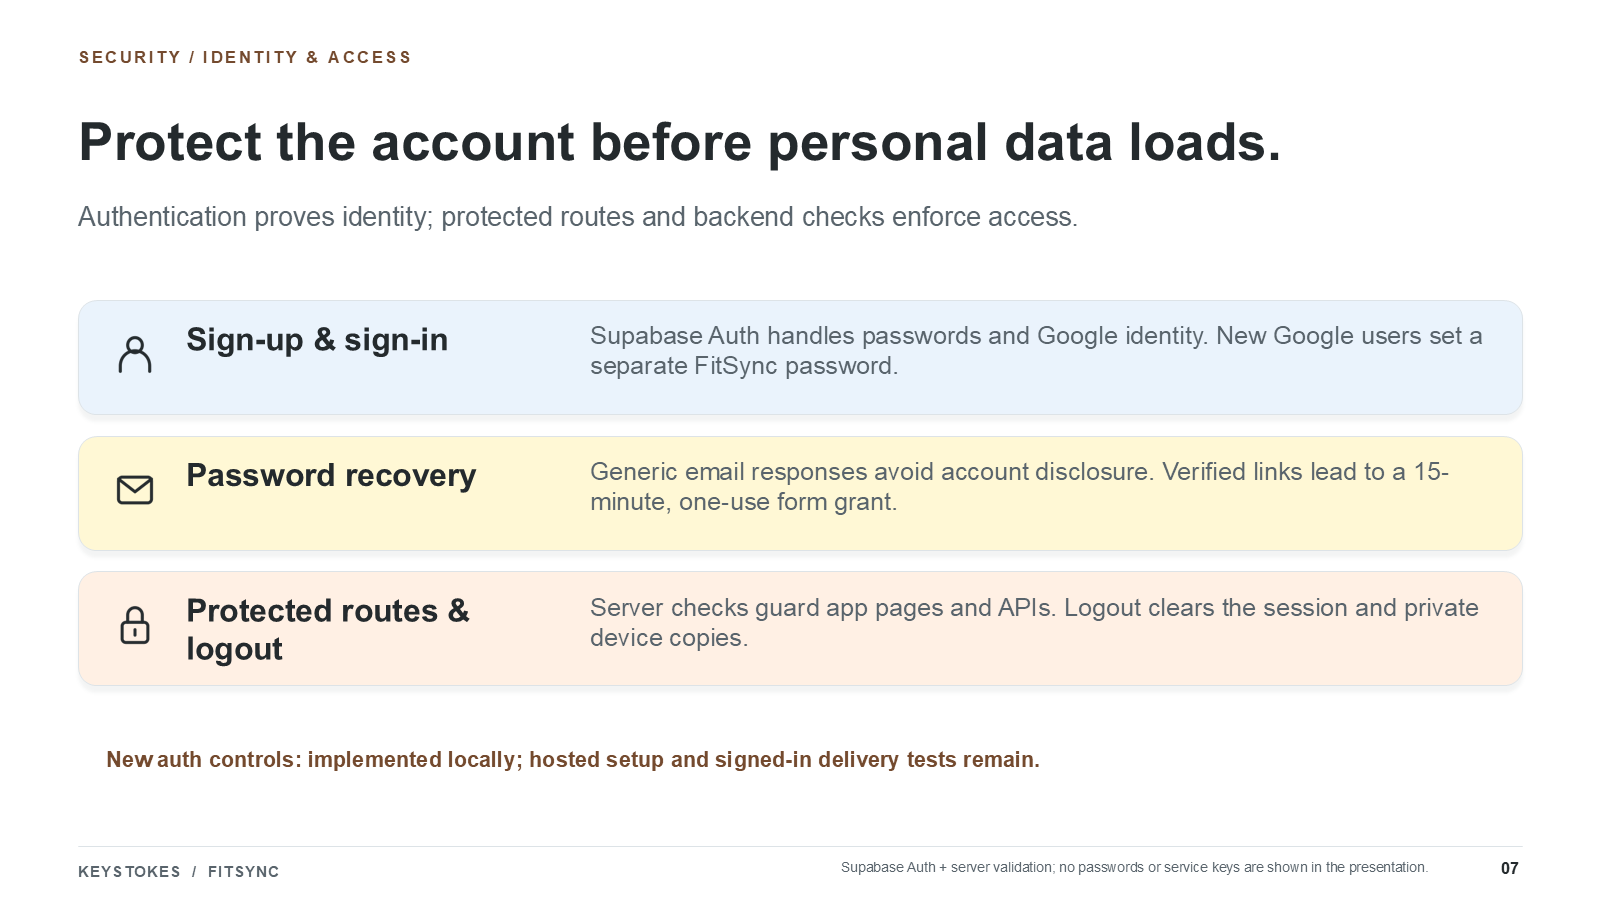 SECURITY / IDENTITY & ACCESS
Protect the account before personal data loads.
Authentication proves identity; protected routes and backend checks enforce access.
Sign-up & sign-in
Supabase Auth handles passwords and Google identity. New Google users set a
separate FitSync password.
Password recovery
Generic email responses avoid account disclosure. Verified links lead to a 15-
minute, one-use form grant.
Protected routes &
logout
Server checks guard app pages and APIs. Logout clears the session and private
device copies.
New auth controls: implemented locally; hosted setup and signed-in delivery tests remain.
KEYSTOKES / FITSYNC
Supabase Auth + server validation; no passwords or service keys are shown in the presentation.
07